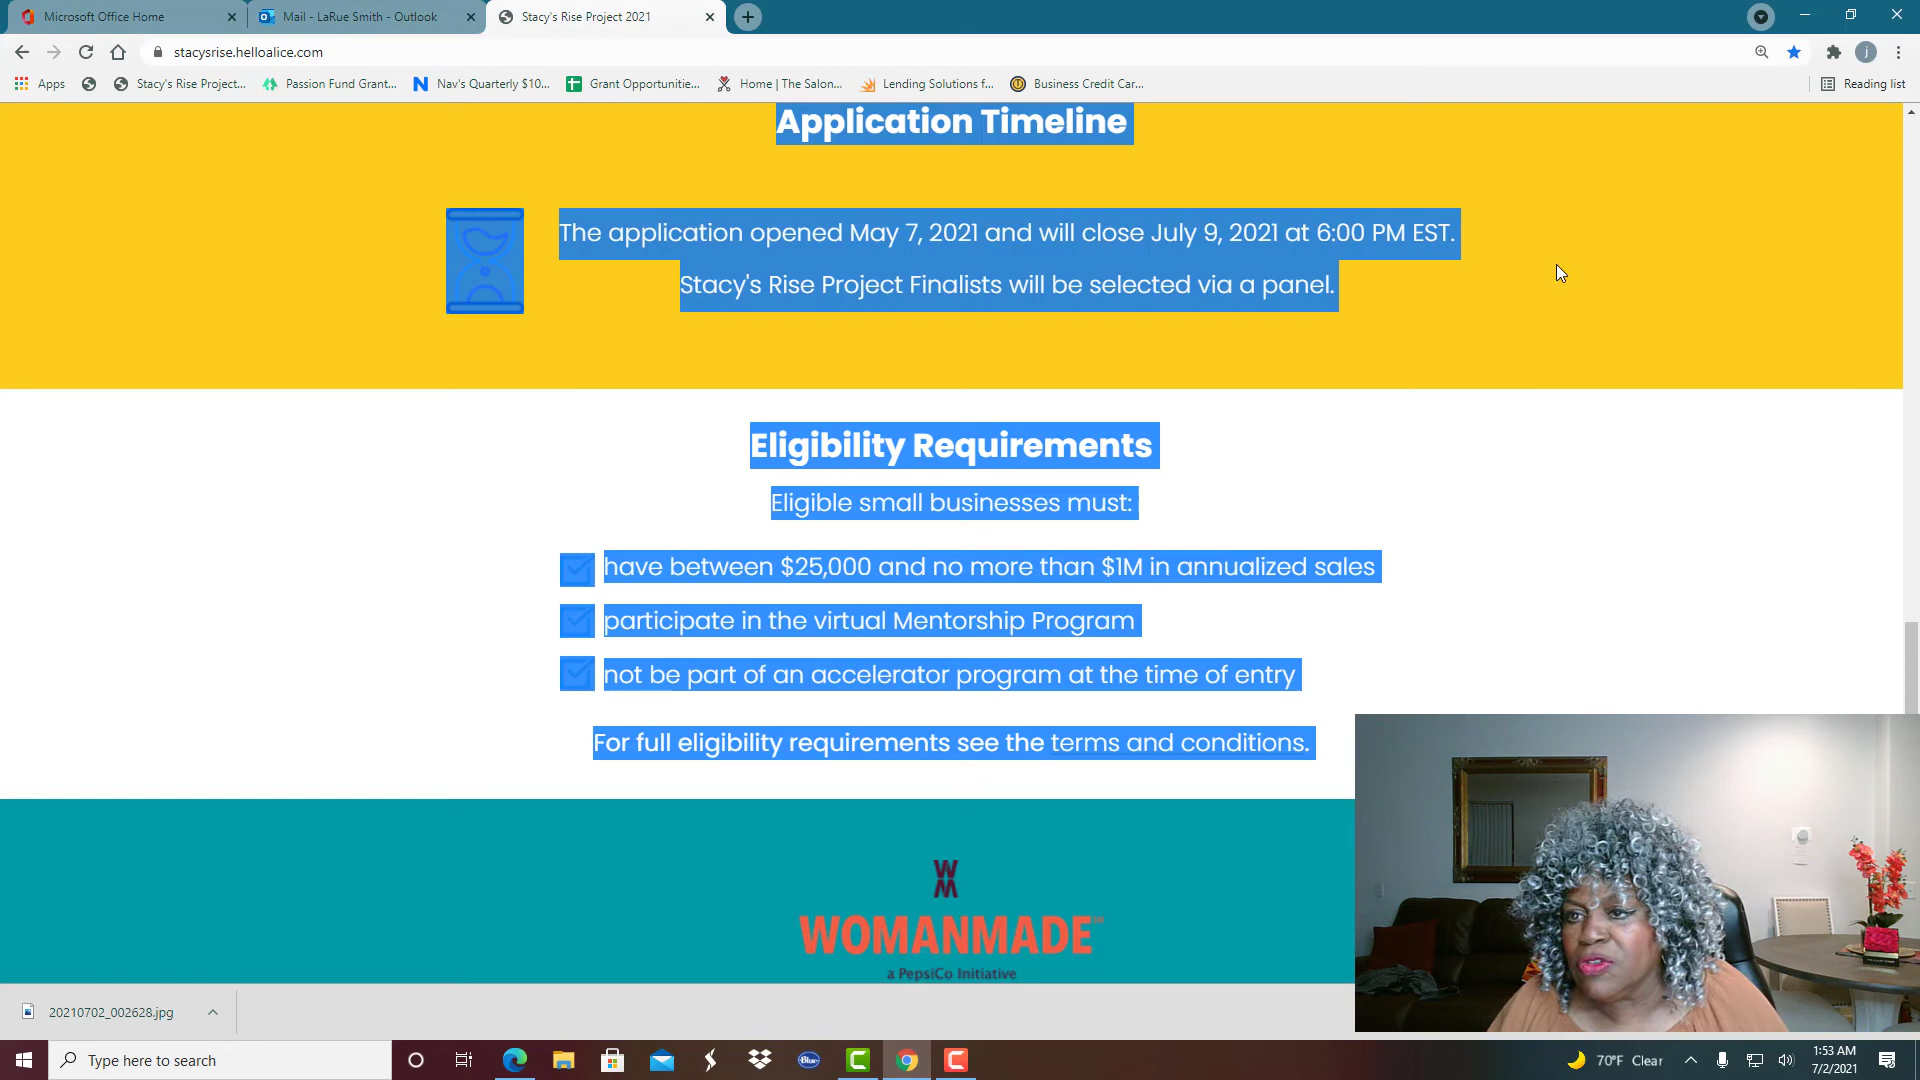 Microsoft Office Home
Mail - LaRue Smith - Outlook
Stacy's Rise Project 2021
stacysrise.helloalice.com
j
Apps
Stacy's Rise Project...
Passion Fund Grant...
Nav's Quarterly $10...
Grant Opportunitie...
Home | The Salon...
Lending Solutions f...
Business Credit Car...
Reading list
Application Timeline
The application opened May 7, 2021 and will close July 9, 2021 at 6:00 PM EST.
Stacy's Rise Project Finalists will be selected via a panel.
Eligibility Requirements
Eligible small businesses must:
have between $25,000 and no more than $1M in annualized sales
participate in the virtual Mentorship Program
not be part of an accelerator program at the time of entry
For full eligibility requirements see the terms and conditions.
WM
WOMANMADE
a PepsiCo Initiative
20210702_002628.jpg
Type here to search
Blue
70°F Clear
1:53 AM
7/2/2021